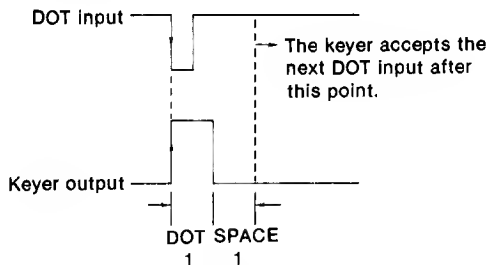 DOT input
The keyer accepts the
next DOT input after
this point.
Keyer output
DOT SPACE
1 1